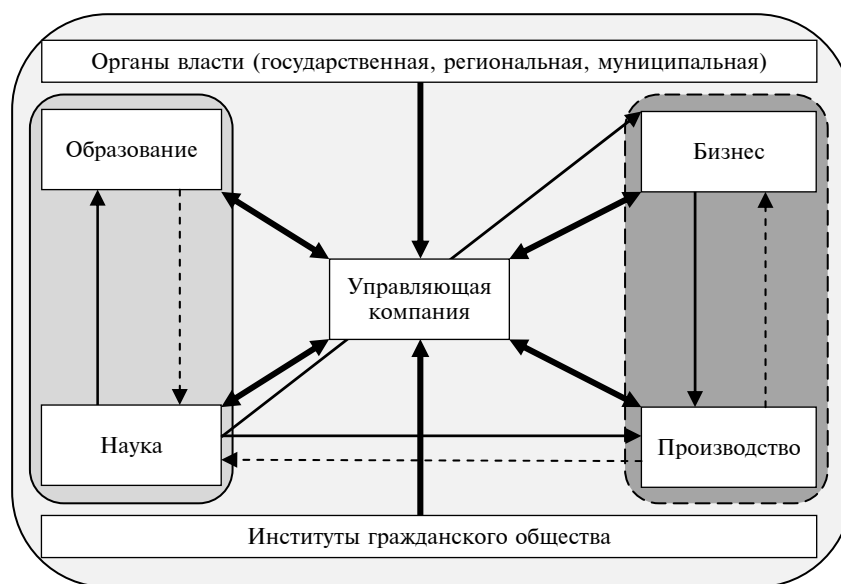 Органы власти (государственная, региональная, муниципальная)
Образование
Бизнес
Управляющая
компания
Наука
Производство
Институты гражданского общества